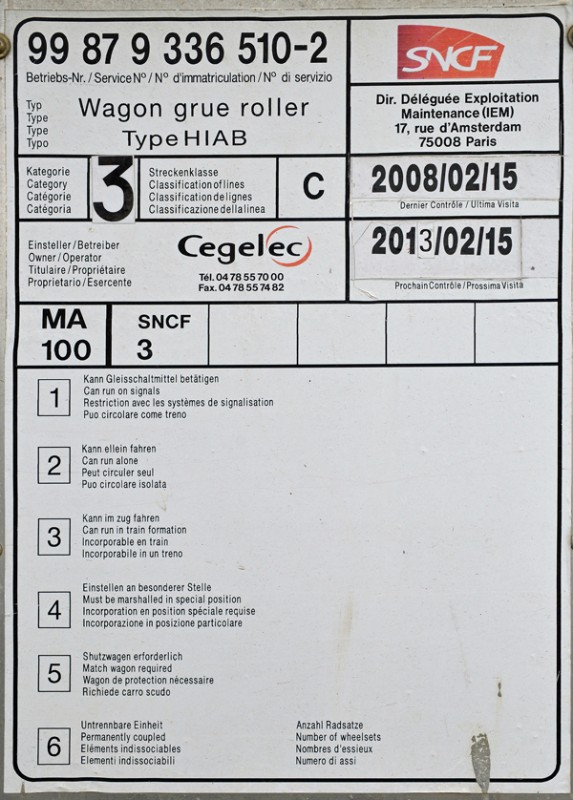 99 87 9 336 510-2
SNCF
Betriebs-Nr. / Service Nº / Nº d'immatriculation / Nº di servizio
Typ
Type
Type
Typo
Wagon grue roller
Type HIAB
Dir. Déléguée Exploitation
Maintenance (IEM)
17, rue d'Amsterdam
75008 Paris
Kategorie
Category
Catégorie
Catégoria
3
Streckenklasse
Classification of lines
Classification de lignes
Classificazione della linea
C
2008/02/15
Dernier Contrôle / Ultima Visita
Einsteller / Betreiber
Owner / Operator
Titulaire / Propriétaire
Proprietario / Esercente
Cegelec
Tél. 04 78 55 70 00
Fax. 04 78 55 74 82
2013/02/15
Prochain Contrôle / Prossima Visita
MA
100
SNCF
3
1
Kann Gleisschaltmittel betätigen
Can run on signals
Restriction avec les systèmes de signalisation
Puo circolare come treno
2
Kann ellein fahren
Can run alone
Peut circuler seul
Puo circolare isolata
3
Kann im zug fahren
Can run in train formation
Incorporable en train
Incorporabile in un treno
4
Einstellen an besonderer Stelle
Must be marshalled in special position
Incorporation en position spéciale requise
Incorporazione in posizione particolare
5
Shutzwagen erforderlich
Match wagon required
Wagon de protection nécessaire
Richiede carro scudo
6
Untrennbare Einheit
Permanently coupled
Eléments indissociables
Elementi indissociabili
Anzahl Radsatze
Number of wheelsets
Nombres d'essieux
Numero di assi